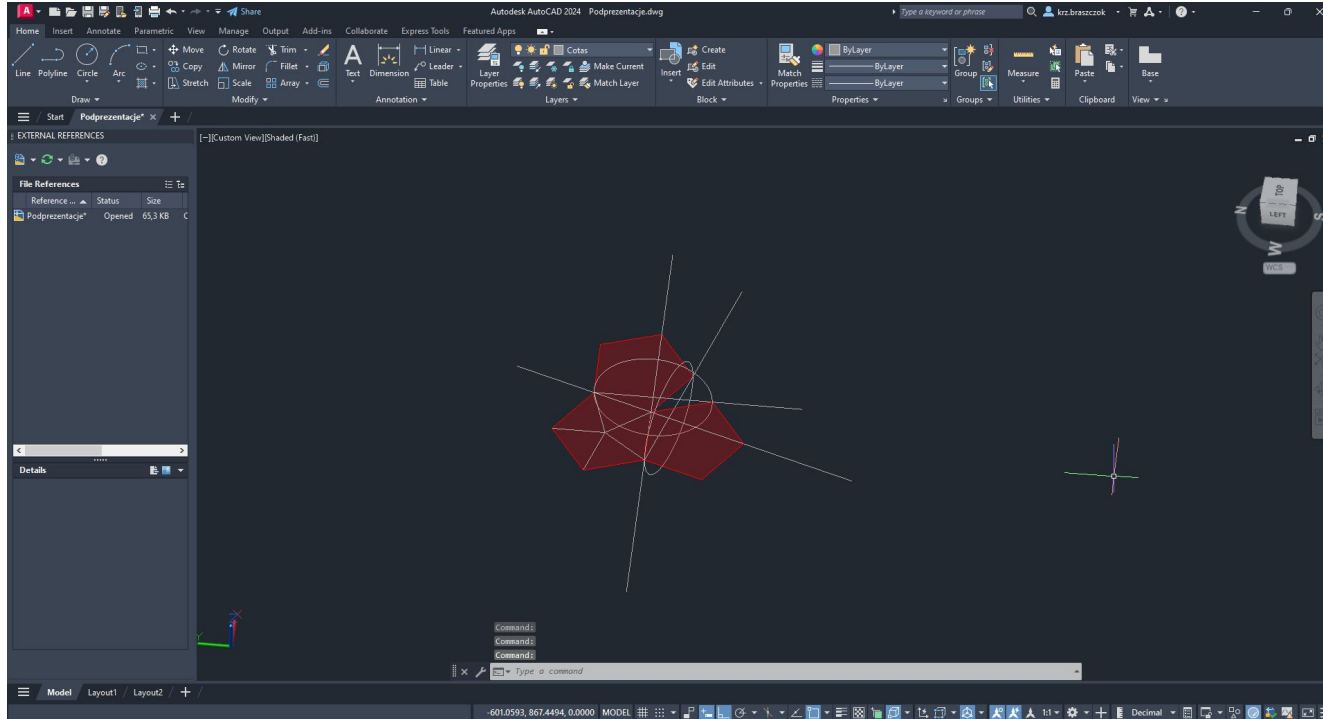 A Share Autodesk AutoCAD 2024 Podprezentacje.dwg Type a keyword or phrase krz.braszczok
Home Insert Annotate Parametric View Manage Output Add-ins Collaborate Express Tools Featured Apps
Move Rotate Trim Linear Cotas Create ByLayer
Line Polyline Circle Arc Copy Mirror Fillet Text Dimension Leader Layer Properties Make Current Insert Edit Match Properties ByLayer Group Measure Paste Base
Stretch Scale Array Table Match Layer Edit Attributes ByLayer
Draw Modify Annotation Layers Block Properties Groups Utilities Clipboard View
Start Podprezentacje* +
EXTERNAL REFERENCES [−][Custom View][Shaded (Fast)]
File References
Reference ... Status Size
Podprezentacje* Opened 65,3 KB C
Details
TOP
N LEFT S
W
WCS
X
Y
Command:
Command:
Command:
Type a command
Model Layout1 Layout2 +
-601.0593, 867.4494, 0.0000 MODEL 1:1 Decimal